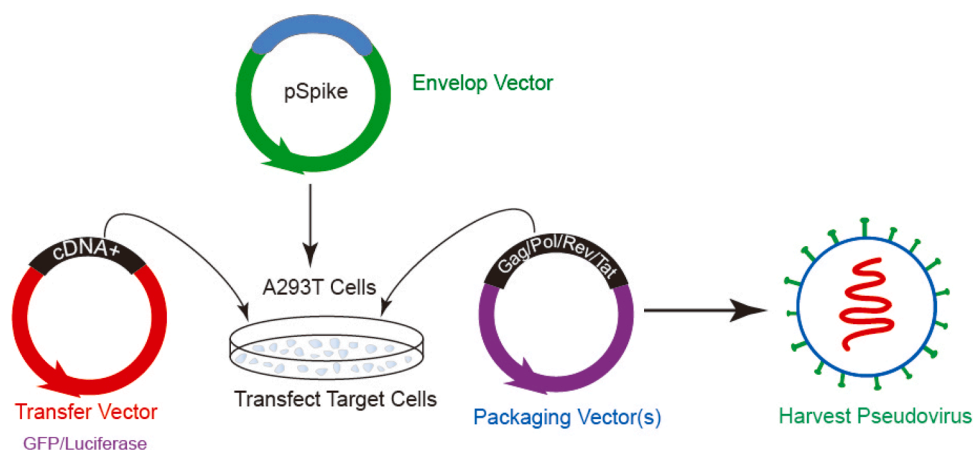 pSpike
Envelop Vector
cDNA+
Gag/Pol/Rev/Tat
A293T Cells
Transfect Target Cells
Transfer Vector
GFP/Luciferase
Packaging Vector(s)
Harvest Pseudovirus